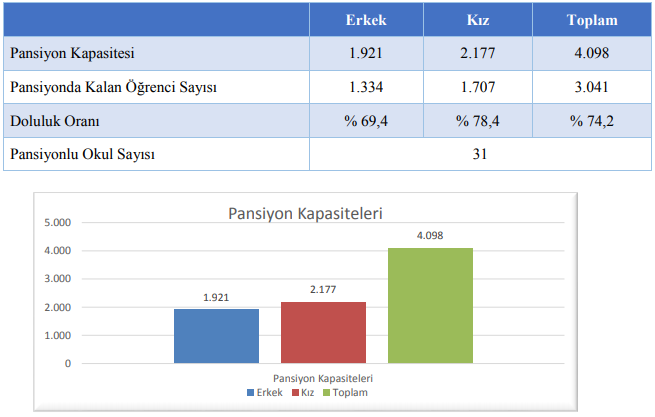 Erkek Kız Toplam
Pansiyon Kapasitesi 1.921 2.177 4.098
Pansiyonda Kalan Öğrenci Sayısı 1.334 1.707 3.041
Doluluk Oranı % 69,4 % 78,4 % 74,2
Pansiyonlu Okul Sayısı 31
Pansiyon Kapasiteleri
5.000
4.000
3.000
2.000
1.000
0
1.921
2.177
4.098
Pansiyon Kapasiteleri
Erkek Kız Toplam